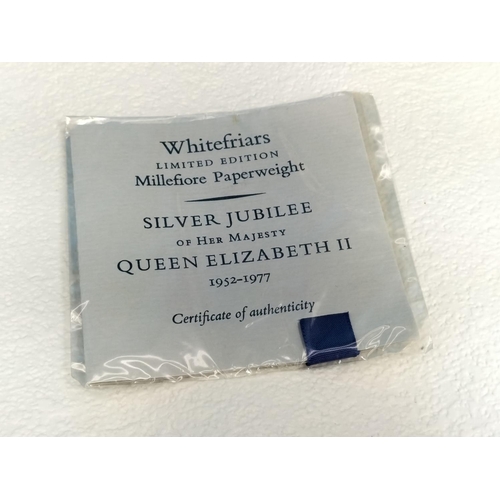 Whitefriars
LIMITED EDITION
Millefiore Paperweight
SILVER JUBILEE
OF HER MAJESTY
QUEEN ELIZABETH II
1952-1977
Certificate of authenticity